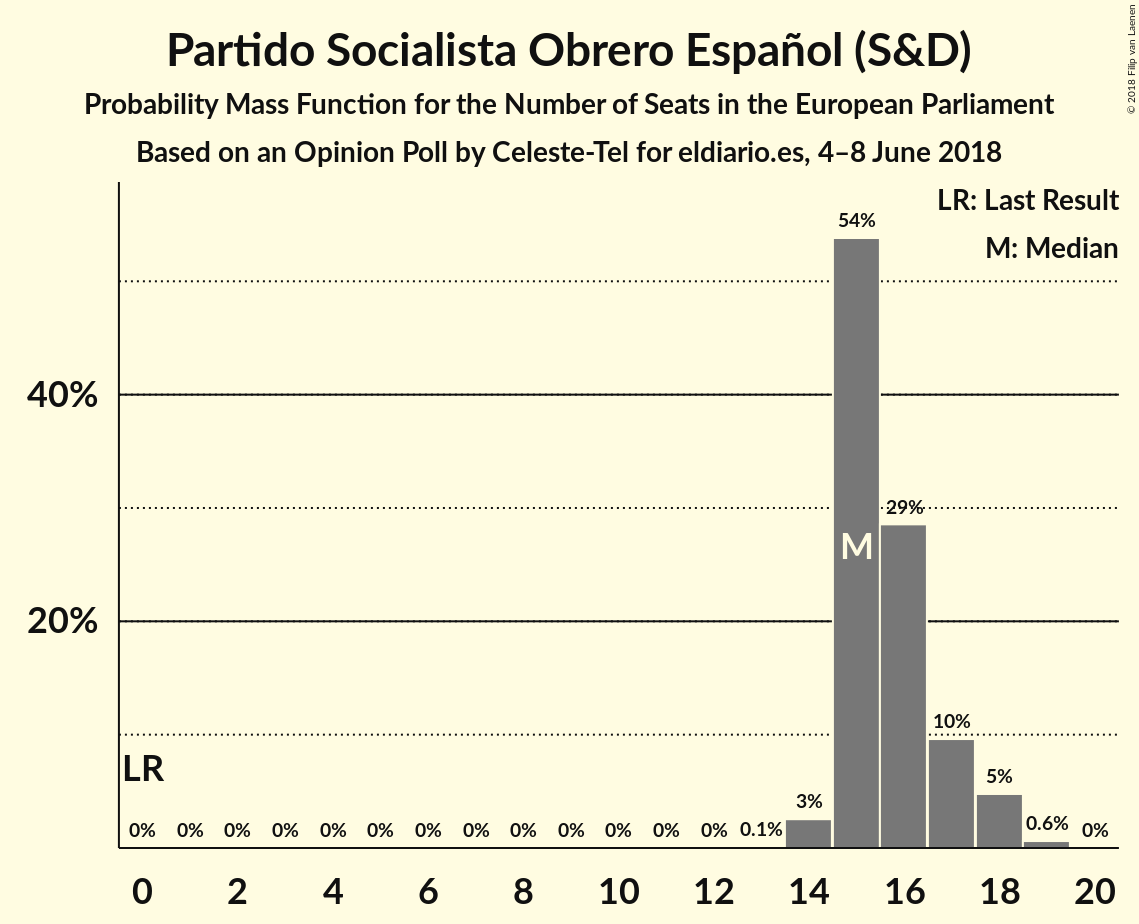 Partido Socialista Obrero Español (S&D)
Probability Mass Function for the Number of Seats in the European Parliament
Based on an Opinion Poll by Celeste-Tel for eldiario.es, 4–8 June 2018
© 2018 Filip van Laenen
LR: Last Result
M: Median
54%
40%
29%
M
20%
10%
LR
5%
3%
0% 0% 0% 0% 0% 0% 0% 0% 0% 0% 0% 0% 0% 0.1% 0.6% 0%
0 2 4 6 8 10 12 14 16 18 20